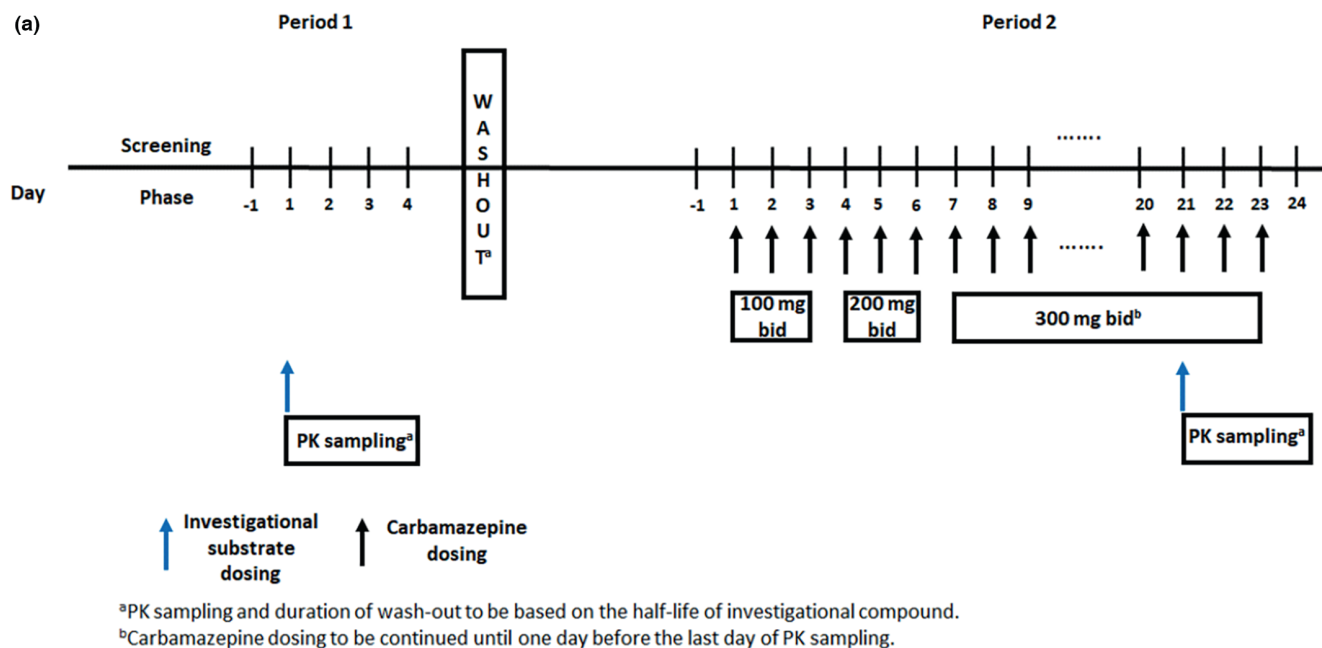 (a)
Period 1
Period 2
WASHOUTᵃ
Screening
Phase
Day
-1 1 2 3 4
-1 1 2 3 4 5 6 7 8 9 ……. 20 21 22 23 24
…….
100 mg
bid
200 mg
bid
300 mg bidᵇ
PK samplingᵃ
PK samplingᵃ
Investigational
substrate
dosing
Carbamazepine
dosing
ᵃPK sampling and duration of wash-out to be based on the half-life of investigational compound.
ᵇCarbamazepine dosing to be continued until one day before the last day of PK sampling.